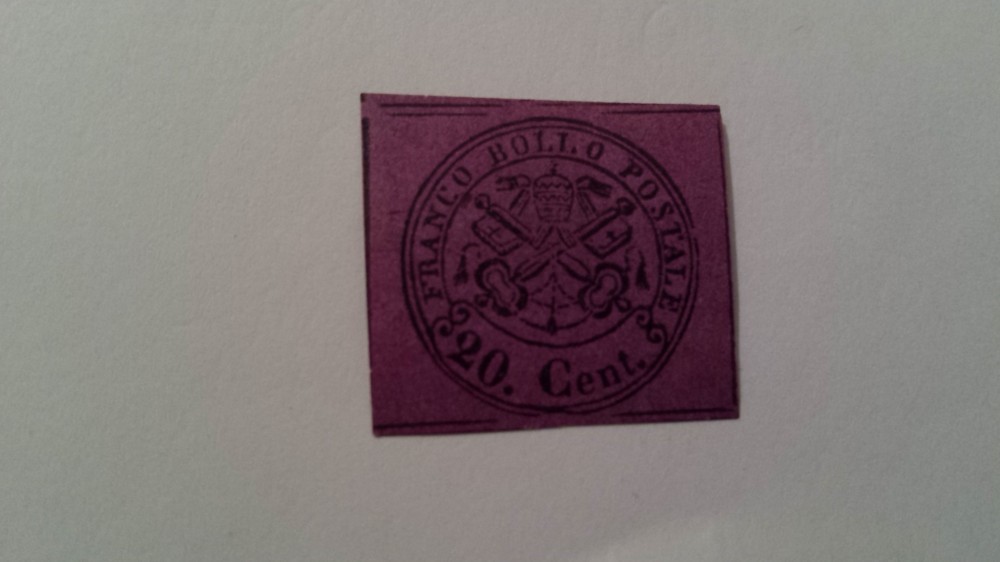 FRANCO BOLLO POSTALE
20. Cent.